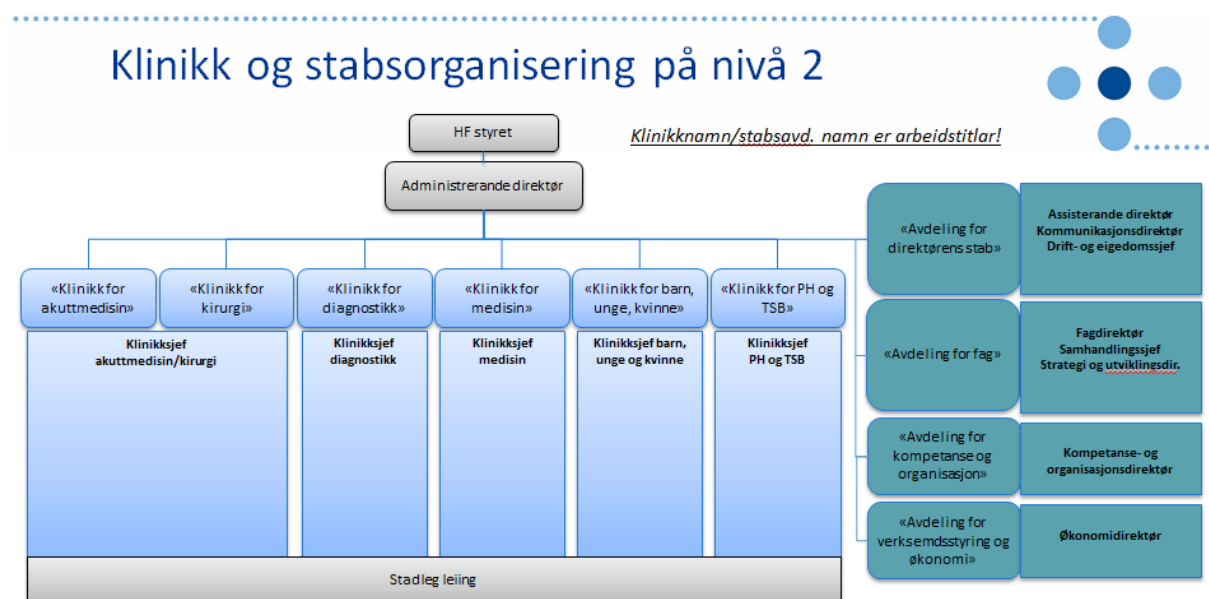 Klinikk og stabsorganisering på nivå 2
HF styret
Klinikknamn/stabsavd. namn er arbeidstitlar!
Administrerande direktør
«Klinikk for
akuttmedisin»
«Klinikk for
kirurgi»
«Klinikk for
diagnostikk»
«Klinikk for
medisin»
«Klinikk for barn,
unge, kvinne»
«Klinikk for PH og
TSB»
Klinikksjef
akuttmedisin/kirurgi
Klinikksjef
diagnostikk
Klinikksjef
medisin
Klinikksjef barn,
unge og kvinne
Klinikksjef
PH og TSB
Stadleg leiing
«Avdeling for
direktørens stab»
Assisterande direktør
Kommunikasjonsdirektør
Drift- og eigedomssjef
«Avdeling for fag»
Fagdirektør
Samhandlingssjef
Strategi og utviklingsdir.
«Avdeling for
kompetanse og
organisasjon»
Kompetanse- og
organisasjonsdirektør
«Avdeling for
verksemdsstyring og
økonomi»
Økonomidirektør